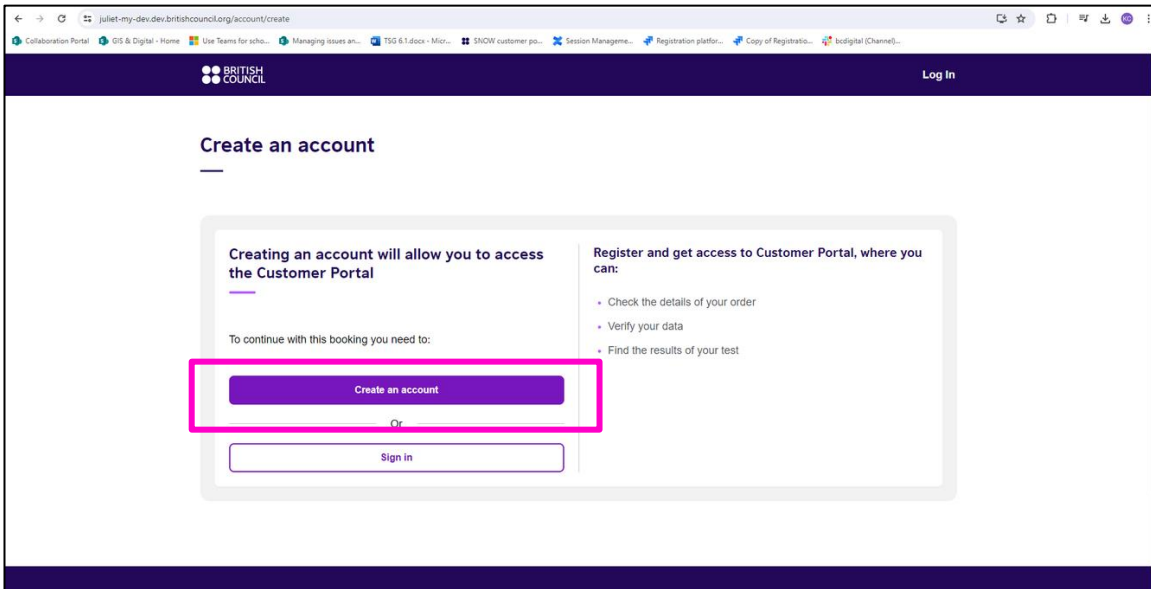 juliet-my-dev.dev.britishcouncil.org/account/create
KC
Collaboration Portal GIS & Digital - Home Use Teams for scho... Managing issues an... TSG 6.1.docx - Micr... SNOW customer po... Session Manageme... Registration platfor... Copy of Registratio... bcdigital (Channel)...
BRITISH
COUNCIL
Log In
Create an account
Creating an account will allow you to access
the Customer Portal
To continue with this booking you need to:
Create an account
Or
Sign in
Register and get access to Customer Portal, where you
can:
• Check the details of your order
• Verify your data
• Find the results of your test